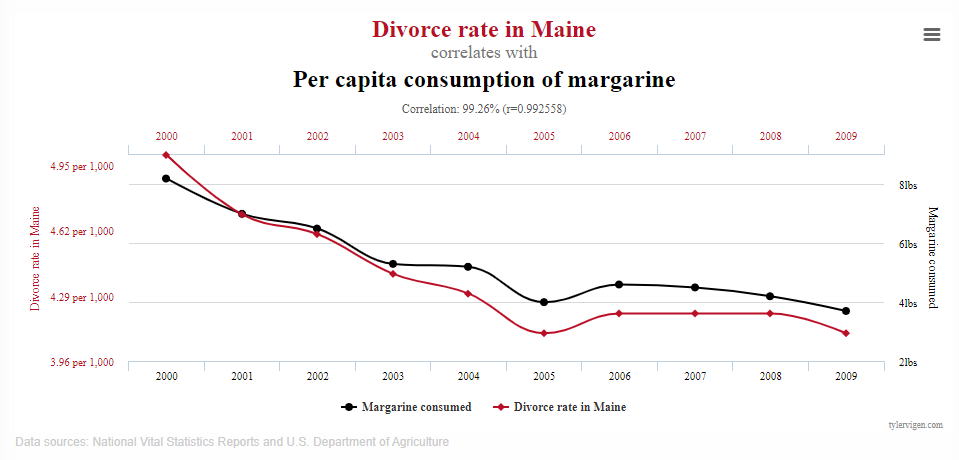 Divorce rate in Maine
correlates with
Per capita consumption of margarine
Correlation: 99.26% (r=0.992558)
2000 2001 2002 2003 2004 2005 2006 2007 2008 2009
4.95 per 1,000
8lbs
4.62 per 1,000
6lbs
Divorce rate in Maine
Margarine consumed
4.29 per 1,000
4lbs
3.96 per 1,000
2lbs
2000 2001 2002 2003 2004 2005 2006 2007 2008 2009
Margarine consumed Divorce rate in Maine
tylervigen.com
Data sources: National Vital Statistics Reports and U.S. Department of Agriculture